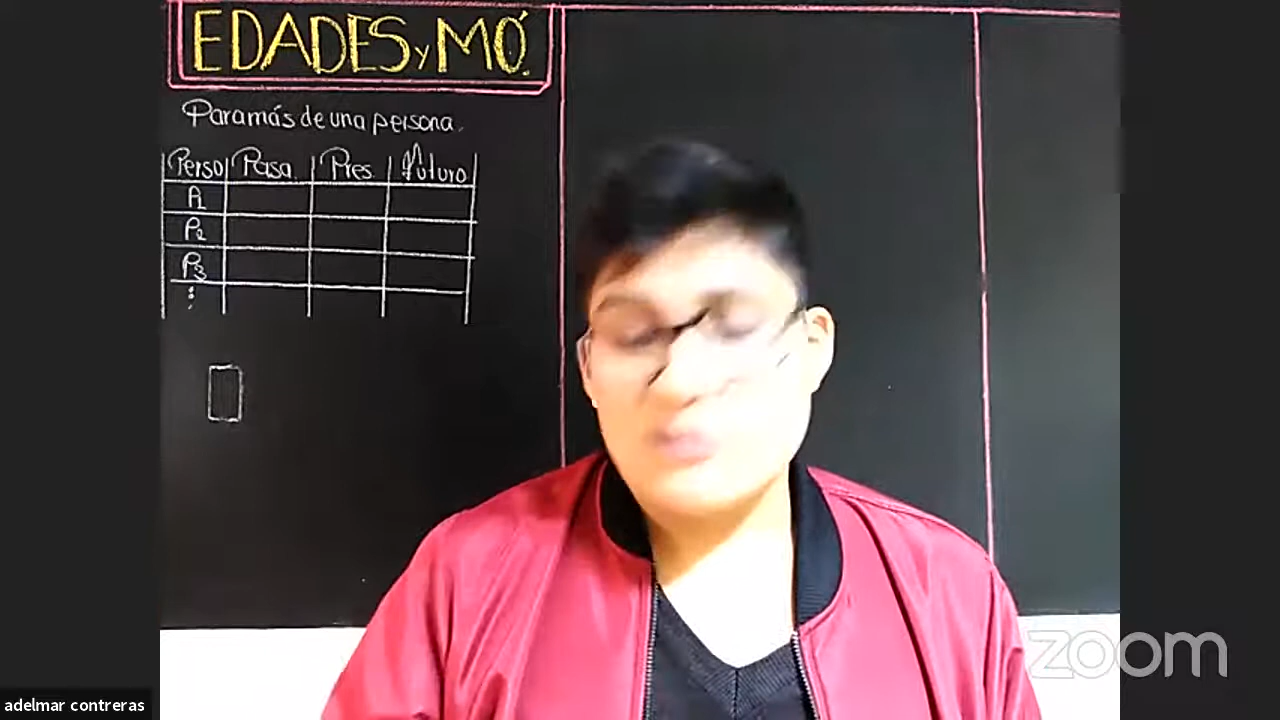 EDADES y MÓ.
Para más de una persona.
Perso Pasa. Pres. Futuro
P1
P2
P3
zoom
adelmar contreras